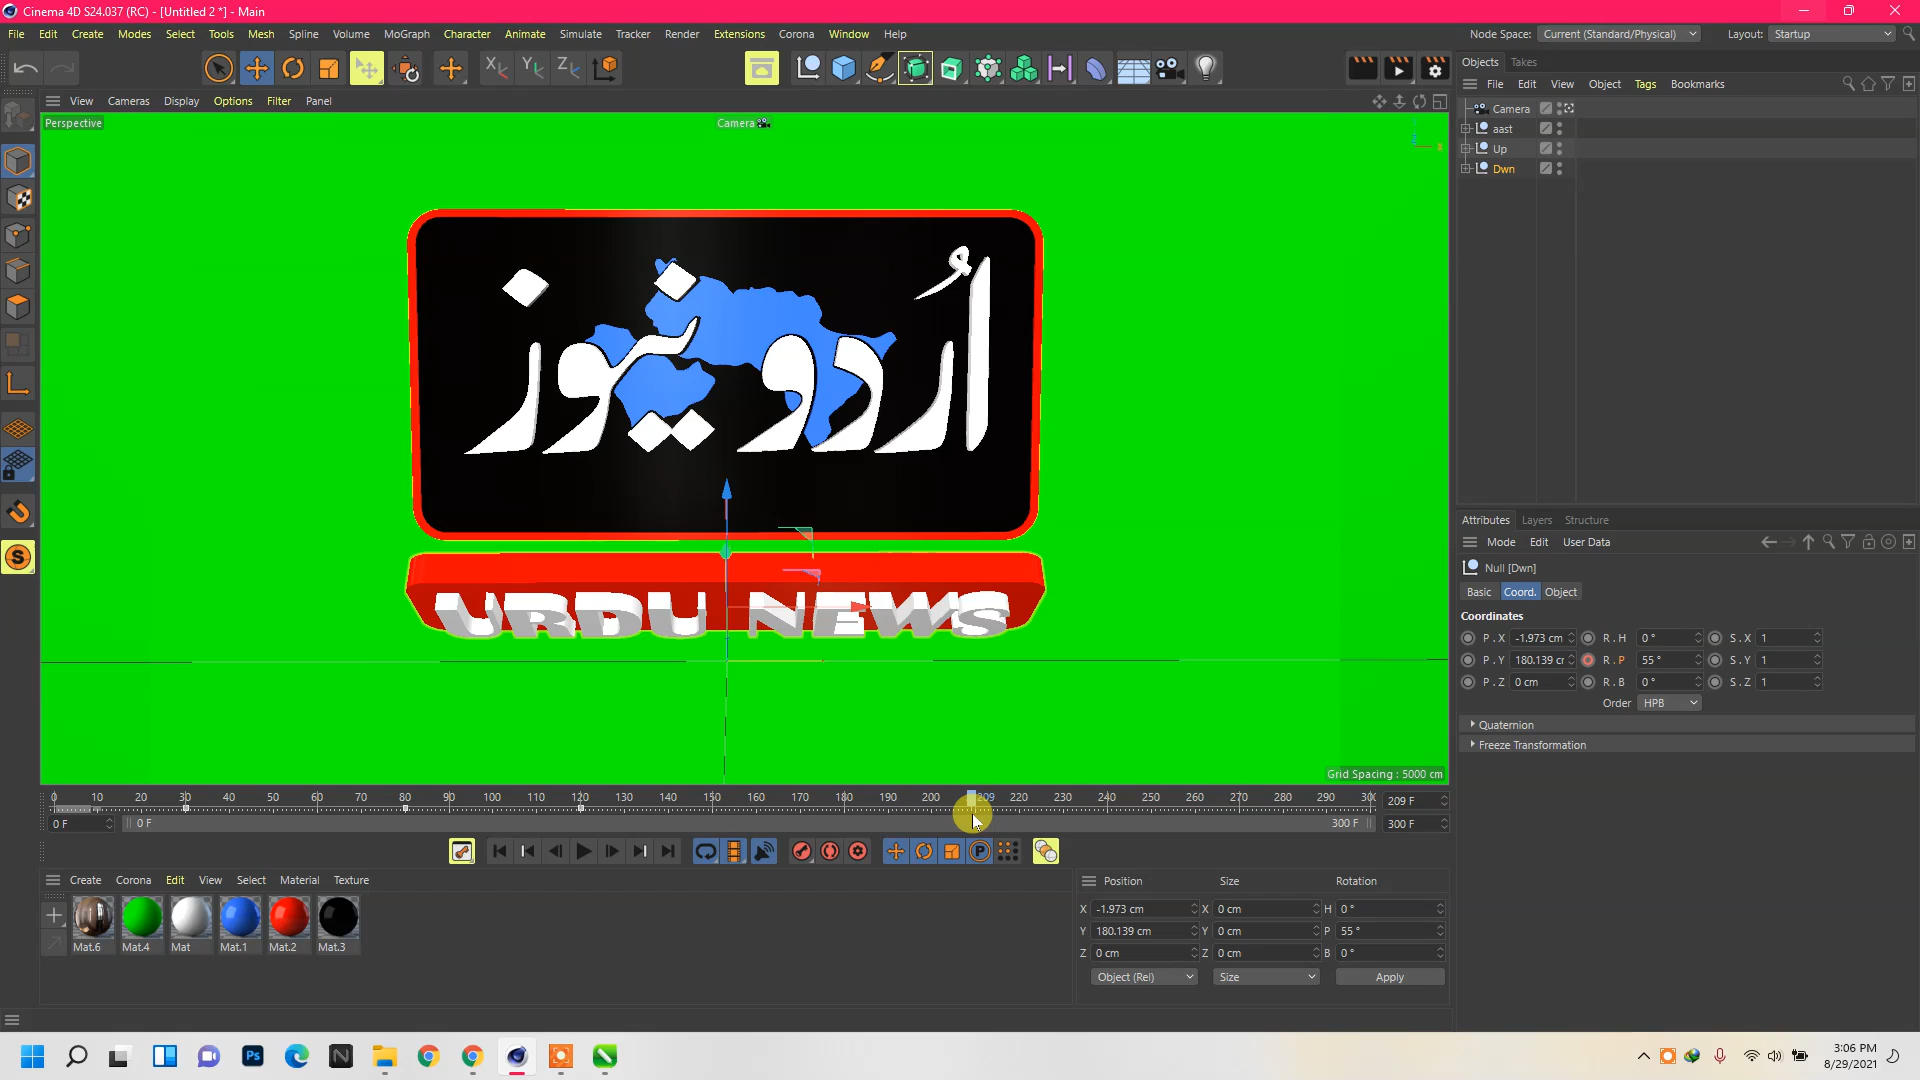 Cinema 4D S24.037 (RC) - [Untitled 2 *] - Main
File Edit Create Modes Select Tools Mesh Spline Volume MoGraph Character Animate Simulate Tracker Render Extensions Corona Window Help
Node Space: Current (Standard/Physical) Layout: Startup
Objects Takes
File Edit View Object Tags Bookmarks
View Cameras Display Options Filter Panel
Perspective
Camera
Camera
aast
Up
Dwn
اُردو نیوز
URDU NEWS
Grid Spacing : 5000 cm
Attributes Layers Structure
Mode Edit User Data
Null [Dwn]
Basic Coord. Object
Coordinates
P . X -1.973 cm R . H 0 ° S . X 1
P . Y 180.139 cr R . P 55 ° S . Y 1
P . Z 0 cm R . B 0 ° S . Z 1
Order HPB
Quaternion
Freeze Transformation
0 10 20 30 40 50 60 70 80 90 100 110 120 130 140 150 160 170 180 190 200 209 220 230 240 250 260 270 280 290 30( 209 F
0 F 0 F 300 F 300 F
Create Corona Edit View Select Material Texture
Mat.6 Mat.4 Mat Mat.1 Mat.2 Mat.3
Position Size Rotation
X -1.973 cm X 0 cm H 0 °
Y 180.139 cm Y 0 cm P 55 °
Z 0 cm Z 0 cm B 0 °
Object (Rel) Size Apply
3:06 PM
8/29/2021